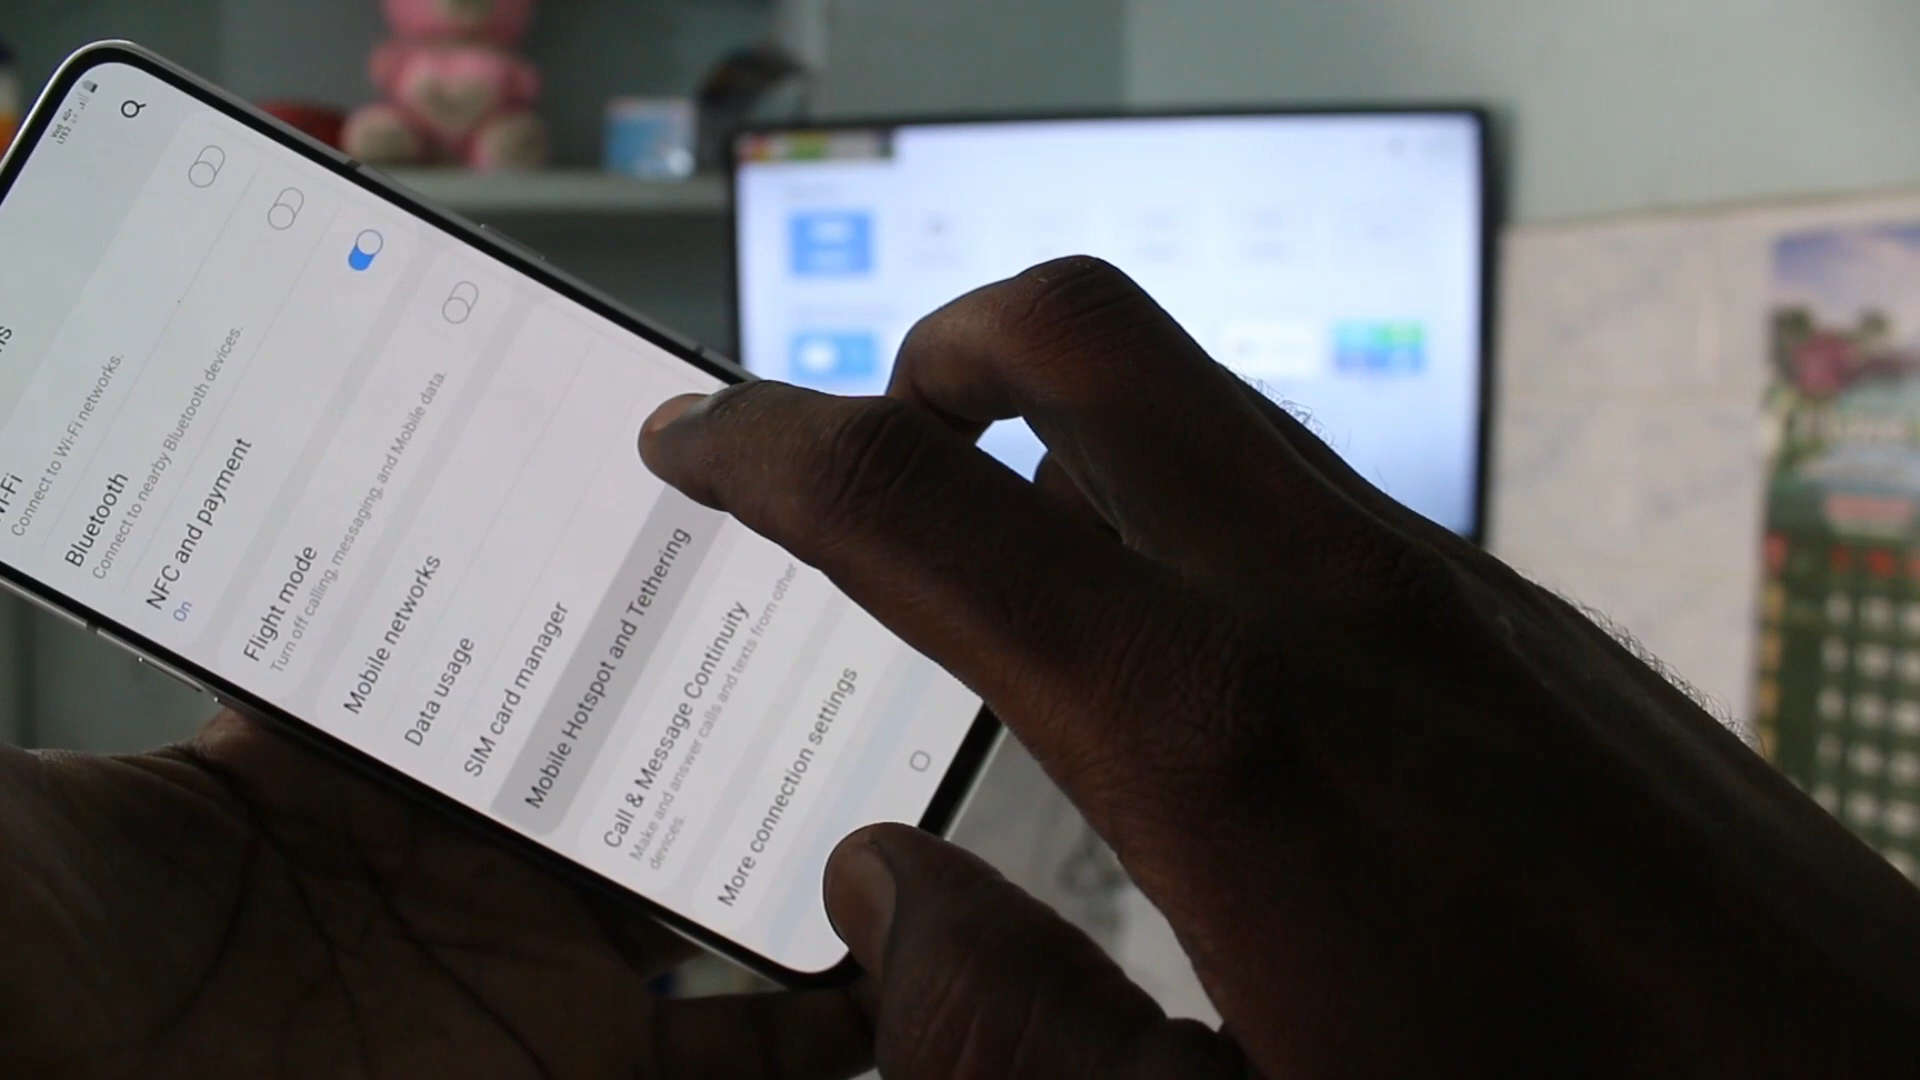 Wi-Fi
Connect to Wi-Fi networks.
Bluetooth
Connect to nearby Bluetooth devices.
NFC and payment
On
Flight mode
Turn off calling, messaging, and Mobile data.
Mobile networks
Data usage
SIM card manager
Mobile Hotspot and Tethering
Call & Message Continuity
Make and answer calls and texts from other
devices.
More connection settings